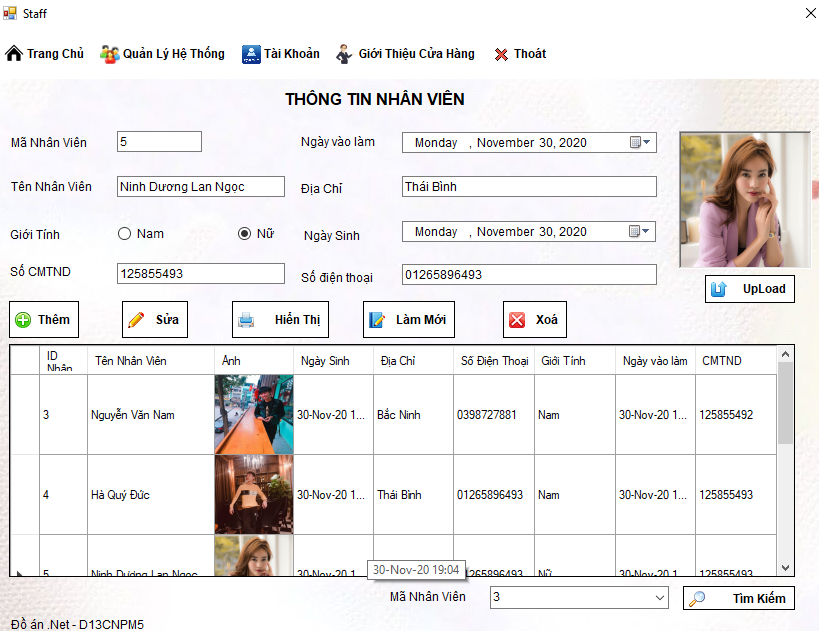 Staff
Trang Chủ Quản Lý Hệ Thống Tài Khoản Giới Thiệu Cửa Hàng Thoát
THÔNG TIN NHÂN VIÊN
Mã Nhân Viên 5 Ngày vào làm Monday , November 30, 2020
Tên Nhân Viên Ninh Dương Lan Ngọc Địa Chỉ Thái Bình
Giới Tính Nam Nữ Ngày Sinh Monday , November 30, 2020
Số CMTND 125855493 Số điện thoại 01265896493
UpLoad
Thêm Sửa Hiển Thị Làm Mới Xoá
ID Nhân Tên Nhân Viên Ảnh Ngày Sinh Địa Chỉ Số Điện Thoại Giới Tính Ngày vào làm CMTND
3 Nguyễn Văn Nam 30-Nov-20 1... Bắc Ninh 0398727881 Nam 30-Nov-20 1... 125855492
4 Hà Quý Đức 30-Nov-20 1... Thái Bình 01265896493 Nam 30-Nov-20 1... 125855493
5 Ninh Dương Lan Ngọc 30-Nov-20 1... 01265896493 Nữ 30-Nov-20 1... 125855493
30-Nov-20 19:04
Mã Nhân Viên 3 Tìm Kiếm
Đồ án .Net - D13CNPM5